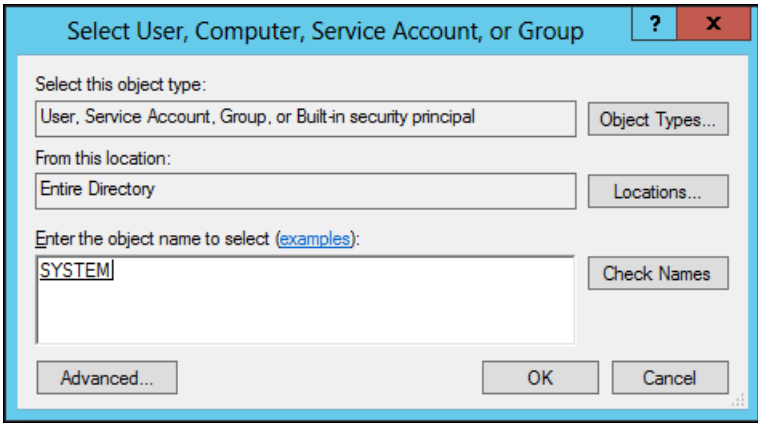 Select User, Computer, Service Account, or Group ? x
Select this object type:
User, Service Account, Group, or Built-in security principal Object Types...
From this location:
Entire Directory Locations...
Enter the object name to select (examples):
SYSTEM Check Names
Advanced... OK Cancel